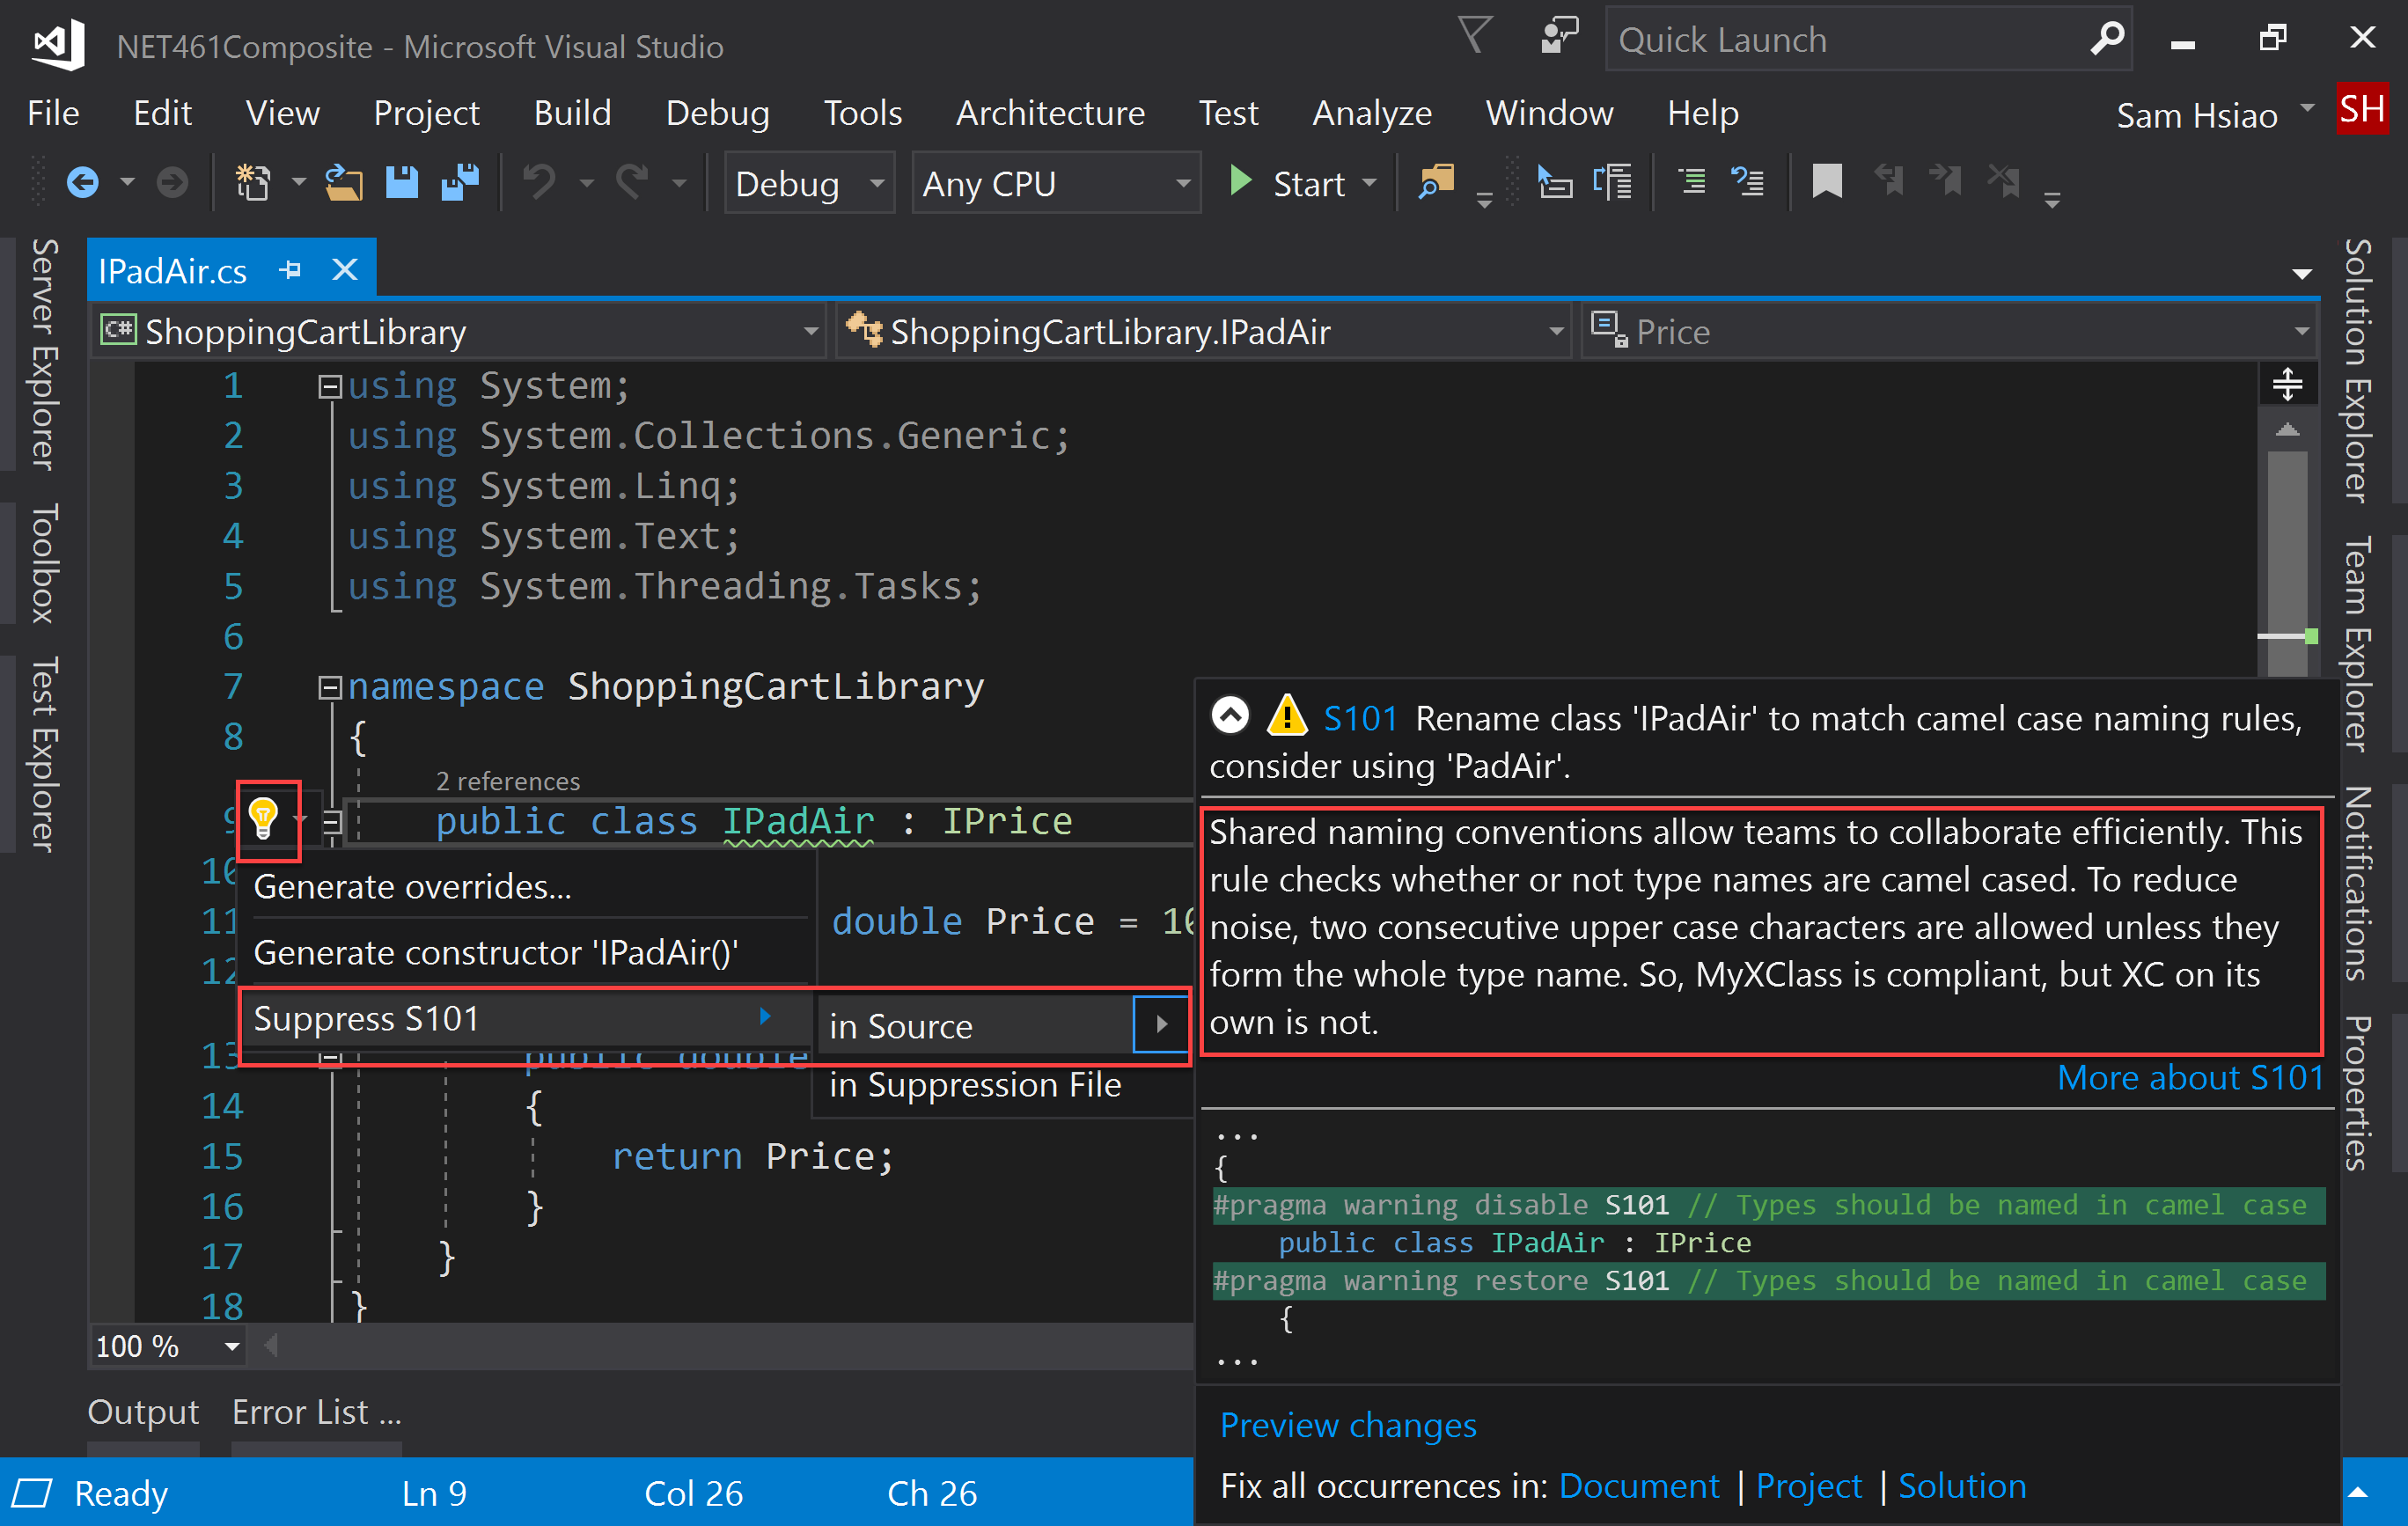 NET461Composite - Microsoft Visual Studio
Quick Launch
File Edit View Project Build Debug Tools Architecture Test Analyze Window Help
Sam Hsiao SH
Debug Any CPU Start
Server Explorer
Toolbox
Test Explorer
IPadAir.cs
C# ShoppingCartLibrary ShoppingCartLibrary.IPadAir Price
1 using System;
2 using System.Collections.Generic;
3 using System.Linq;
4 using System.Text;
5 using System.Threading.Tasks;
6
7 namespace ShoppingCartLibrary
8 {
2 references
9 public class IPadAir : IPrice
10
11 double Price = 10
12
13 public double
14 {
15 return Price;
16 }
17 }
18 }
Generate overrides...
Generate constructor 'IPadAir()'
Suppress S101
in Source
in Suppression File
S101 Rename class 'IPadAir' to match camel case naming rules,
consider using 'PadAir'.
Shared naming conventions allow teams to collaborate efficiently. This
rule checks whether or not type names are camel cased. To reduce
noise, two consecutive upper case characters are allowed unless they
form the whole type name. So, MyXClass is compliant, but XC on its
own is not.
More about S101
...
{
#pragma warning disable S101 // Types should be named in camel case
public class IPadAir : IPrice
#pragma warning restore S101 // Types should be named in camel case
{
...
Preview changes
Fix all occurrences in: Document | Project | Solution
Solution Explorer
Team Explorer
Notifications
Properties
100 %
Output Error List ...
Ready Ln 9 Col 26 Ch 26